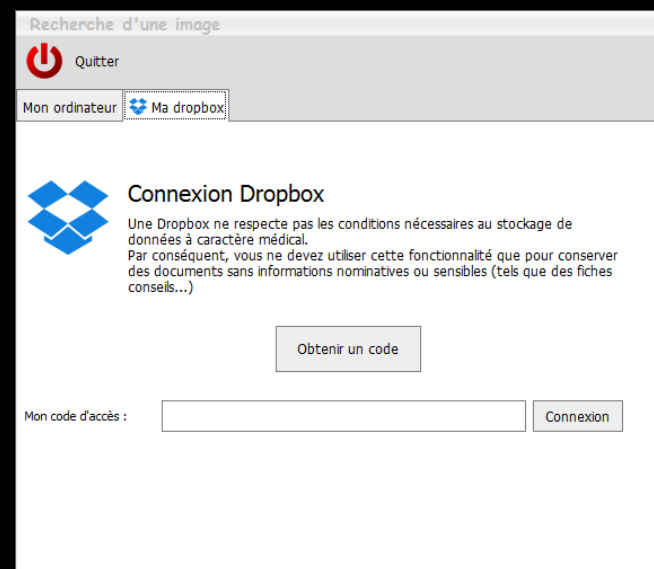 Recherche d'une image
Quitter
Mon ordinateur
Ma dropbox
Connexion Dropbox
Une Dropbox ne respecte pas les conditions nécessaires au stockage de
données à caractère médical.
Par conséquent, vous ne devez utiliser cette fonctionnalité que pour conserver
des documents sans informations nominatives ou sensibles (tels que des fiches
conseils...)
Obtenir un code
Mon code d'accès :
Connexion